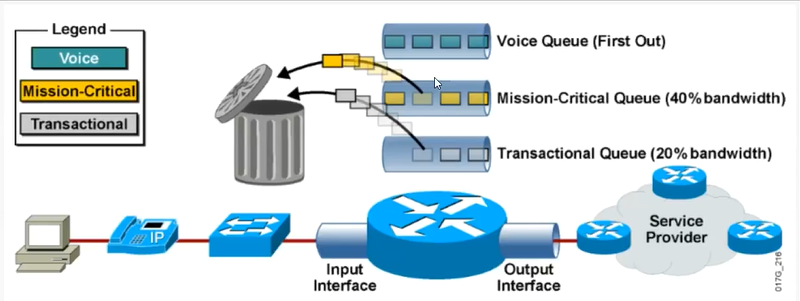 Legend
Voice
Mission-Critical
Transactional
Voice Queue (First Out)
Mission-Critical Queue (40% bandwidth)
Transactional Queue (20% bandwidth)
IP
Input
Interface
Output
Interface
Service
Provider
017G_216